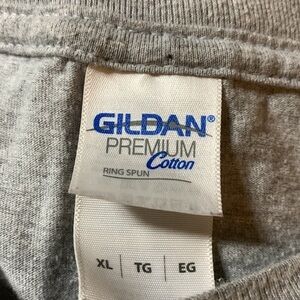 GILDAN®
PREMIUM
Cotton
RING SPUN
XL | TG | EG